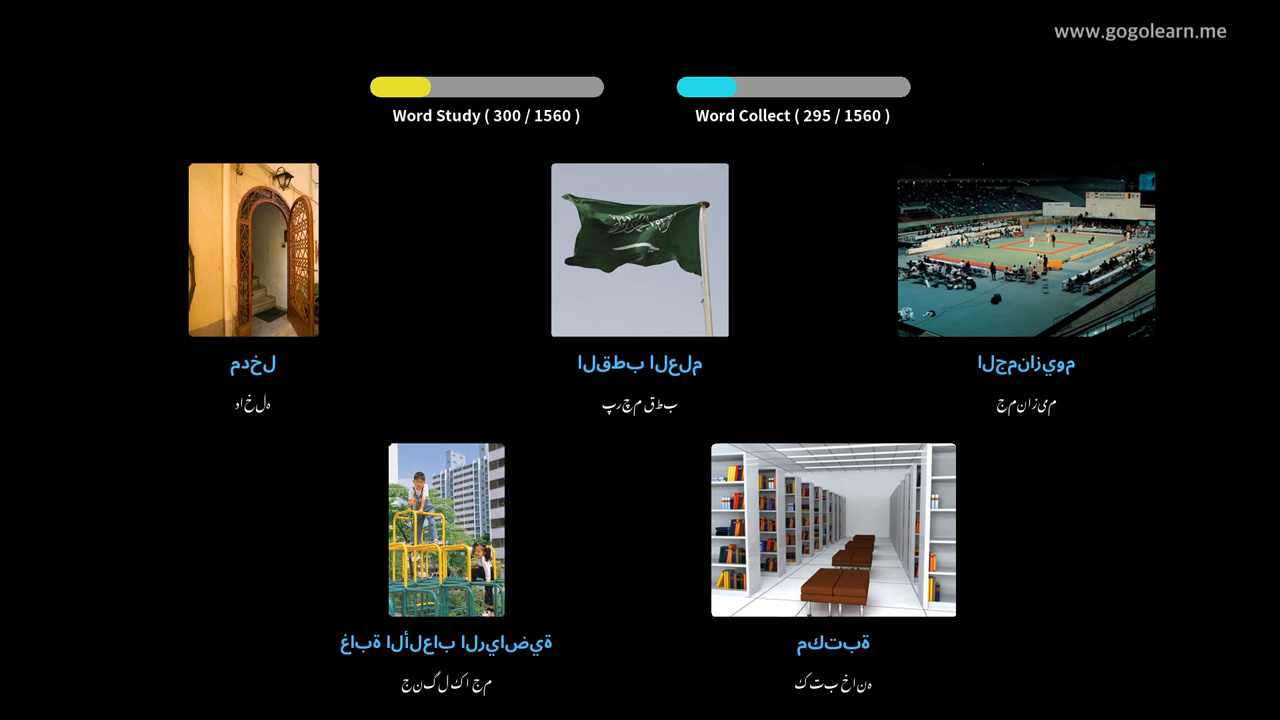 www.gogolearn.me
Word Study ( 300 / 1560 )
Word Collect ( 295 / 1560 )
مدخل
القطب العلم
الجمنازيوم
داخلہ
پرچم قطب
جمنازیم
غابة الألعاب الرياضية
مكتبة
جنگل کا جم
کتب خانہ